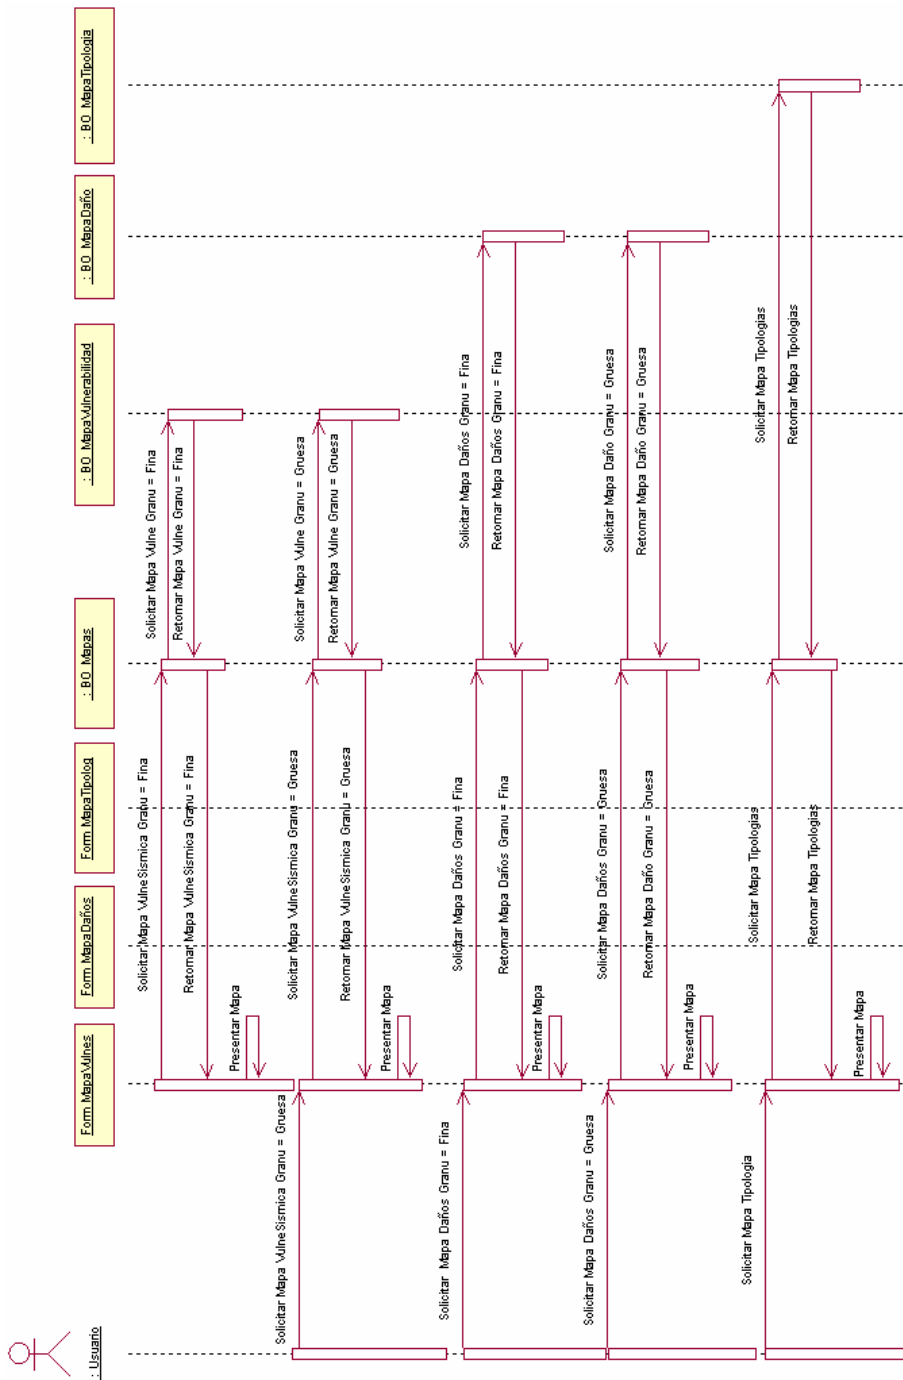 : Usuario
Form MapaVulnes
Form MapaDaños
Form MapaTipolog
: BO_Mapas
: BO_MapaVulnerabilidad
: BO_MapaDaño
: BO_MapaTipologia
Solicitar Mapa VulneSismica Granu = Fina
Solicitar Mapa Vulne Granu = Fina
Retornar Mapa Vulne Granu = Fina
Retornar Mapa VulneSismica Granu = Fina
Presentar Mapa
Solicitar Mapa VulneSismica Granu = Gruesa
Solicitar Mapa VulneSismica Granu = Gruesa
Solicitar Mapa Vulne Granu = Gruesa
Retornar Mapa Vulne Granu = Gruesa
Retornar Mapa VulneSismica Granu = Gruesa
Presentar Mapa
Solicitar Mapa Daños Granu = Fina
Solicitar Mapa Daños Granu = Fina
Solicitar Mapa Daños Granu = Fina
Retornar Mapa Daños Granu = Fina
Retornar Mapa Daños Granu = Fina
Presentar Mapa
Solicitar Mapa Daños Granu = Gruesa
Solicitar Mapa Daños Granu = Gruesa
Solicitar Mapa Daño Granu = Gruesa
Retornar Mapa Daño Granu = Gruesa
Retornar Mapa Daño Granu = Gruesa
Presentar Mapa
Solicitar Mapa Tipologia
Solicitar Mapa Tipologias
Solicitar Mapa Tipologias
Retornar Mapa Tipologias
Retornar Mapa Tipologias
Presentar Mapa